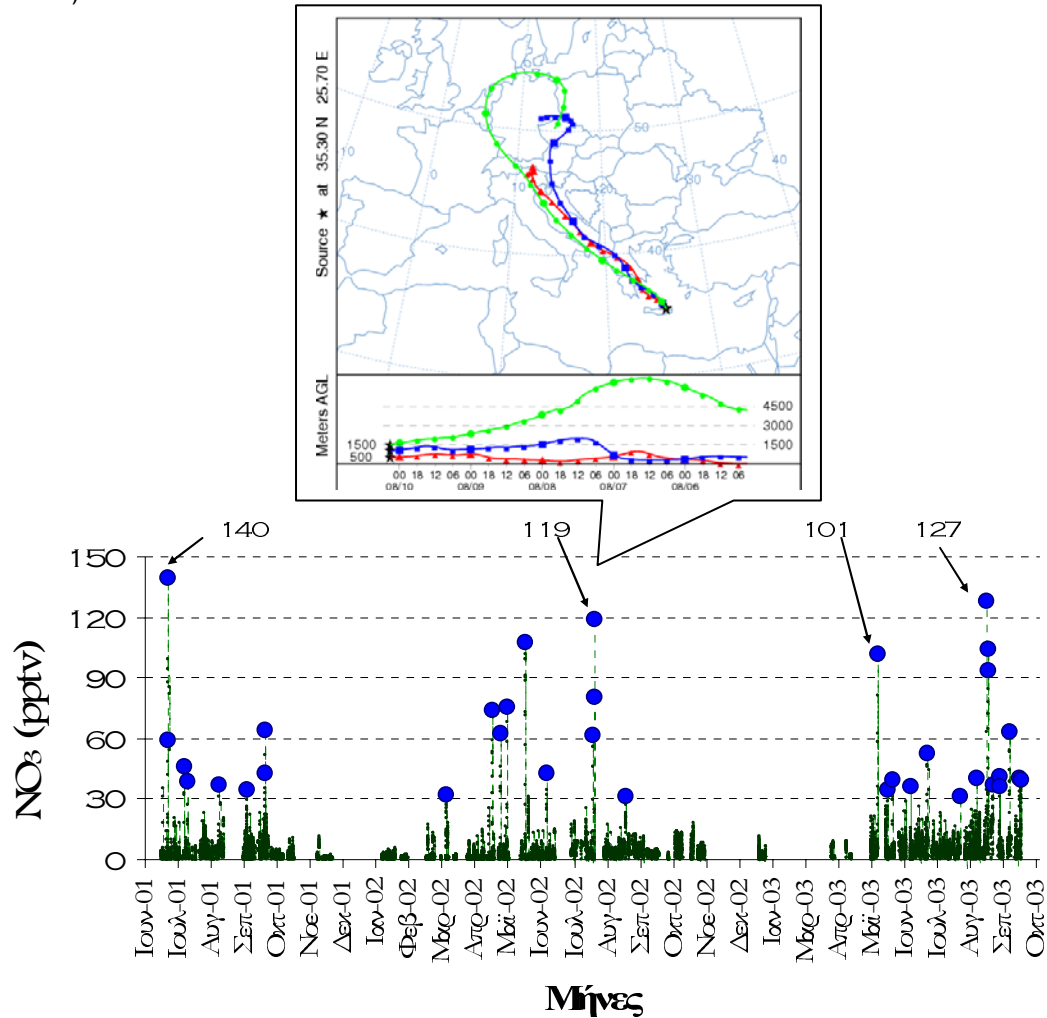 Source ★ at 35.30 N 25.70 E
60
50
10
0
10
20
30
40
40
Meters AGL
4500
3000
1500
1500
500
00 18 12 06 00 18 12 06 00 18 12 06 00 18 12 06 00 18 12 06
08/10 08/09 08/08 08/07 08/06
140
119
101
127
NO₃ (pptv)
150
120
90
60
30
0
Ιουν-01
Ιουλ-01
Αυγ-01
Σεπ-01
Οκτ-01
Νοε-01
Δεκ-01
Ιαν-02
Φεβ-02
Μαρ-02
Απρ-02
Μαϊ-02
Ιουν-02
Ιουλ-02
Αυγ-02
Σεπ-02
Οκτ-02
Νοε-02
Δεκ-02
Ιαν-03
Μαρ-03
Απρ-03
Μαϊ-03
Ιουν-03
Ιουλ-03
Αυγ-03
Σεπ-03
Οκτ-03
Μήνες